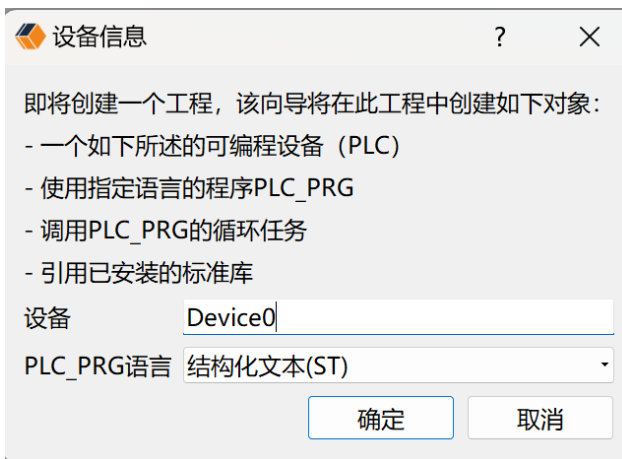 设备信息
即将创建一个工程，该向导将在此工程中创建如下对象：
- 一个如下所述的可编程设备（PLC）
- 使用指定语言的程序PLC_PRG
- 调用PLC_PRG的循环任务
- 引用已安装的标准库
设备 Device0
PLC_PRG语言 结构化文本(ST)
确定 取消